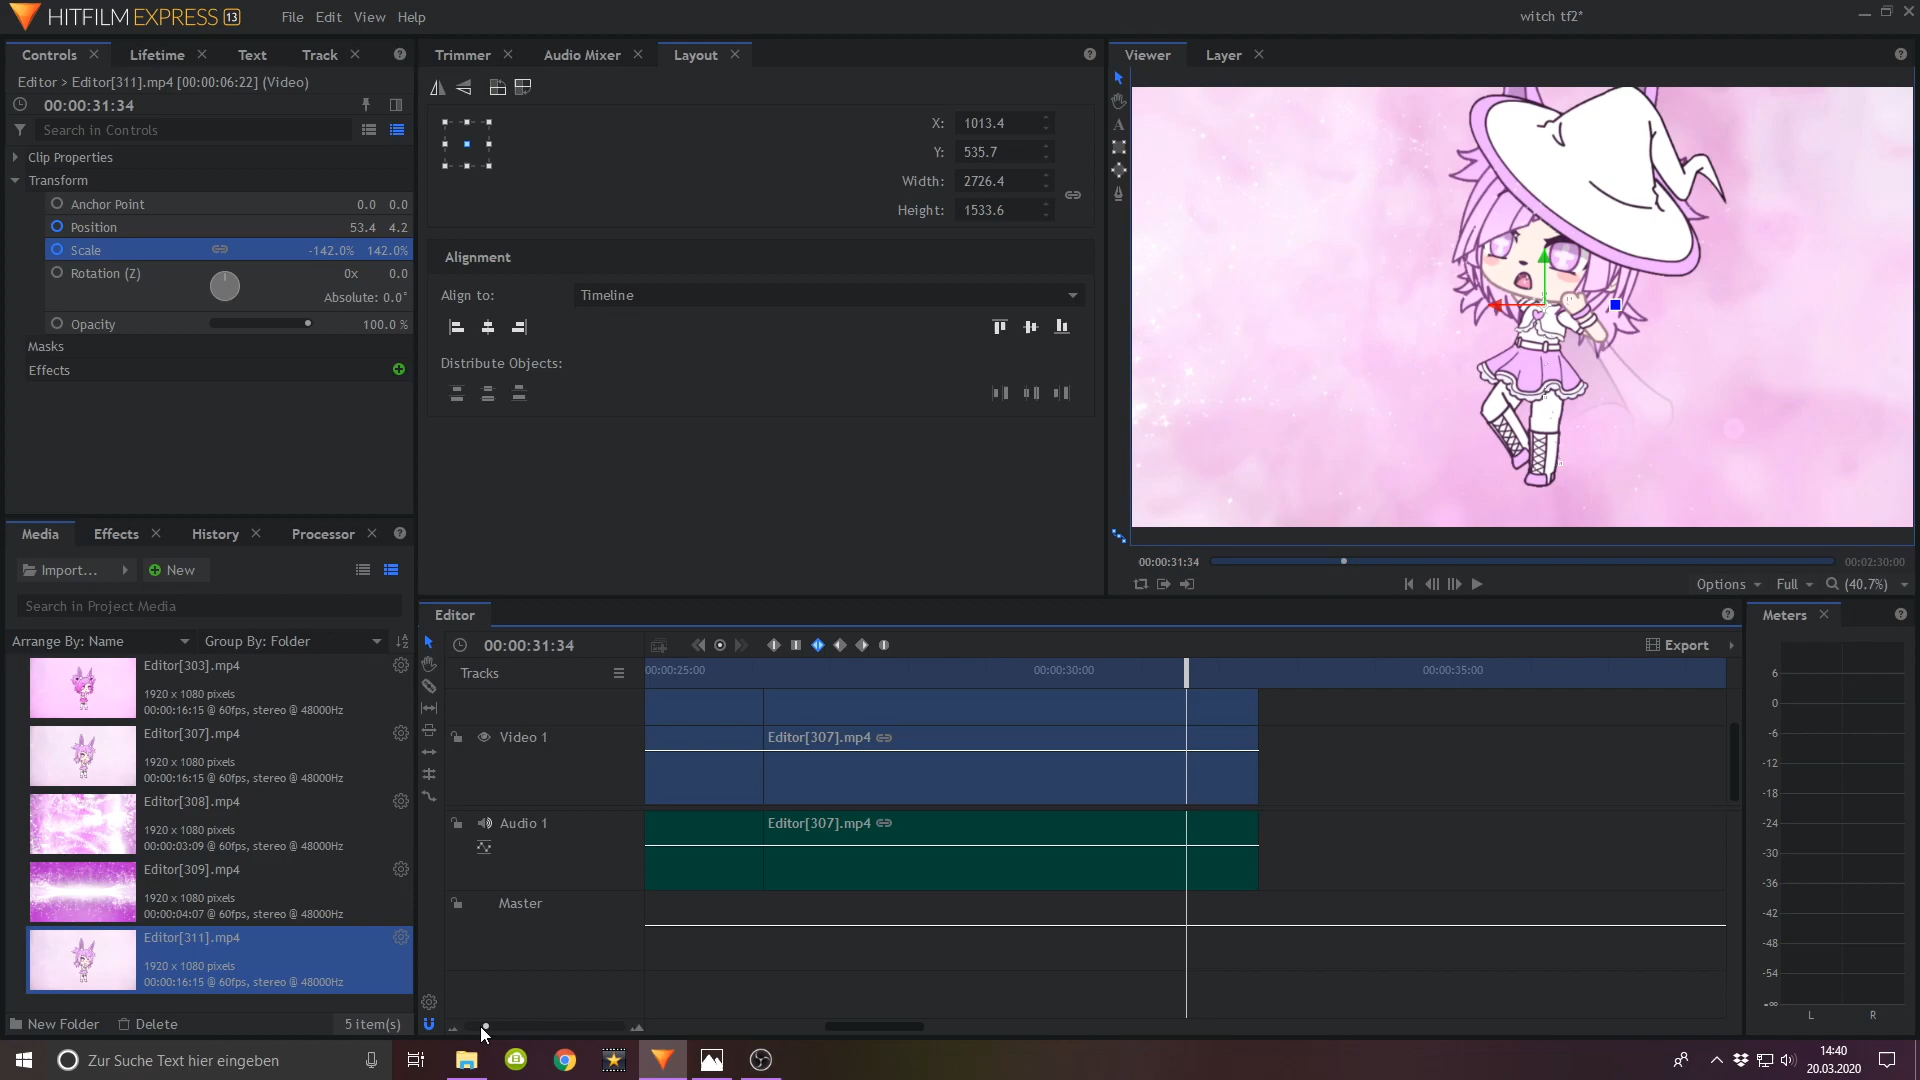 HITFILM EXPRESS 13 File Edit View Help witch tf2*
Controls Lifetime Text Track
Editor > Editor[311].mp4 [00:00:06:22] (Video)
00:00:31:34
Search in Controls
Clip Properties
Transform
Anchor Point 0.0 0.0
Position 53.4 4.2
Scale -142.0% 142.0%
Rotation (Z) 0x 0.0
Absolute: 0.0°
Opacity 100.0 %
Masks
Effects
Trimmer Audio Mixer Layout
X: 1013.4
Y: 535.7
Width: 2726.4
Height: 1533.6
Alignment
Align to: Timeline
Distribute Objects:
Viewer Layer
A
00:00:31:34 00:02:30:00
Options Full (40.7%)
Media Effects History Processor
Import... New
Search in Project Media
Arrange By: Name Group By: Folder
Editor[303].mp4
1920 x 1080 pixels
00:00:16:15 @ 60fps, stereo @ 48000Hz
Editor[307].mp4
1920 x 1080 pixels
00:00:16:15 @ 60fps, stereo @ 48000Hz
Editor[308].mp4
1920 x 1080 pixels
00:00:03:09 @ 60fps, stereo @ 48000Hz
Editor[309].mp4
1920 x 1080 pixels
00:00:04:07 @ 60fps, stereo @ 48000Hz
Editor[311].mp4
1920 x 1080 pixels
00:00:16:15 @ 60fps, stereo @ 48000Hz
New Folder Delete 5 item(s)
Editor
00:00:31:34 Export
Tracks 00:00:25:00 00:00:30:00 00:00:35:00
Video 1 Editor[307].mp4
Audio 1 Editor[307].mp4
Master
Meters
6
0
-6
-12
-18
-24
-30
-36
-42
-48
-54
-∞
L R
Zur Suche Text hier eingeben
14:40
20.03.2020